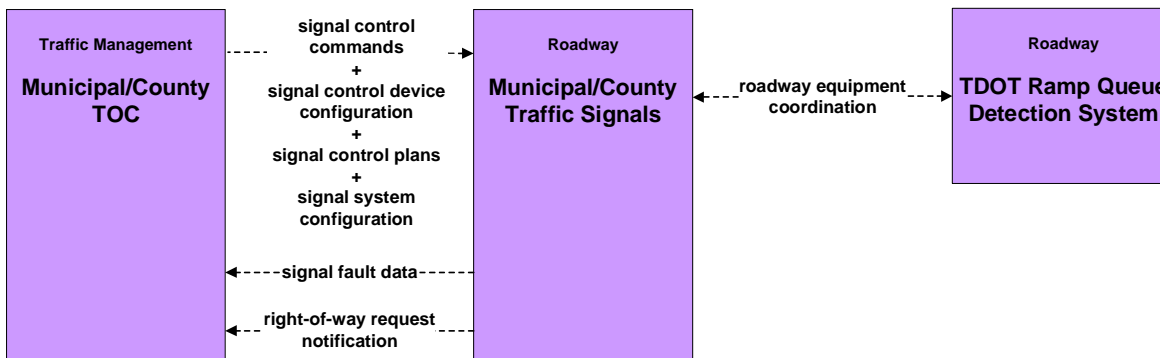 Traffic Management
Municipal/County
TOC
signal control
commands
+
signal control device
configuration
+
signal control plans
+
signal system
configuration
signal fault data
right-of-way request
notification
Roadway
Municipal/County
Traffic Signals
roadway equipment
coordination
Roadway
TDOT Ramp Queue
Detection System